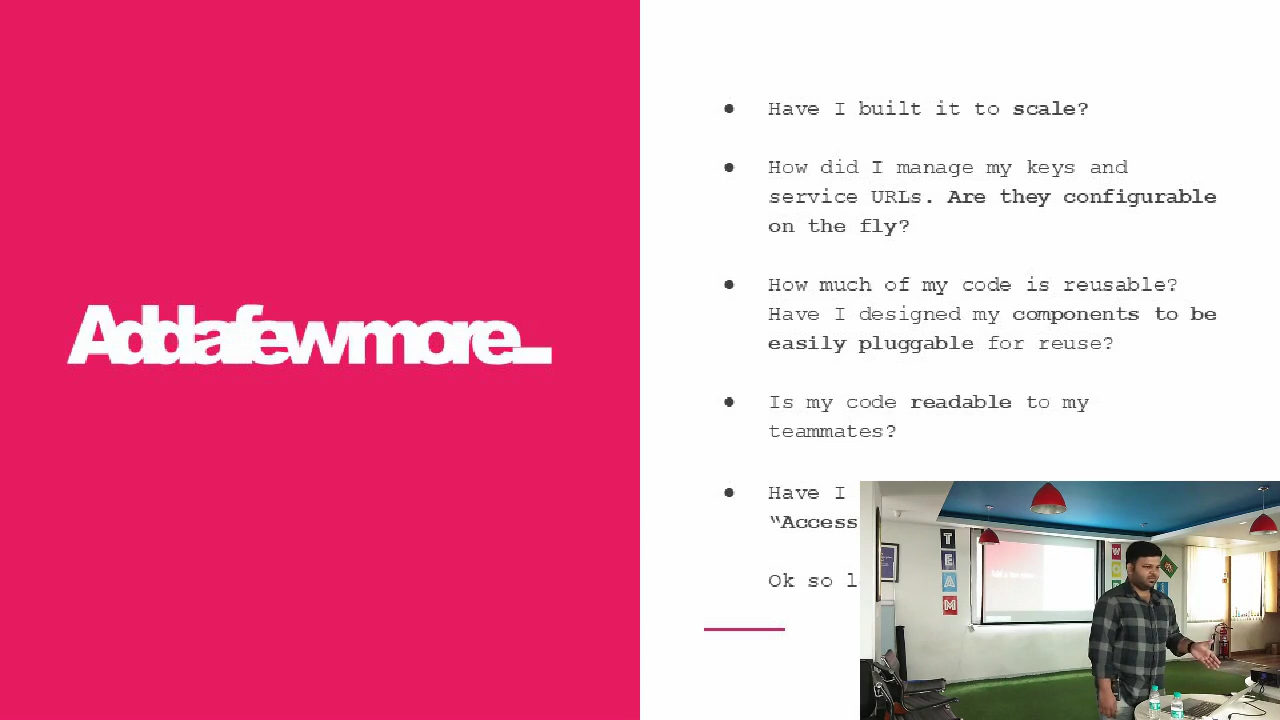 Add a few more...
● Have I built it to scale?
● How did I manage my keys and
service URLs. Are they configurable
on the fly?
● How much of my code is reusable?
Have I designed my components to be
easily pluggable for reuse?
● Is my code readable to my
teammates?
● Have I
“Access
Ok so l
TEAM